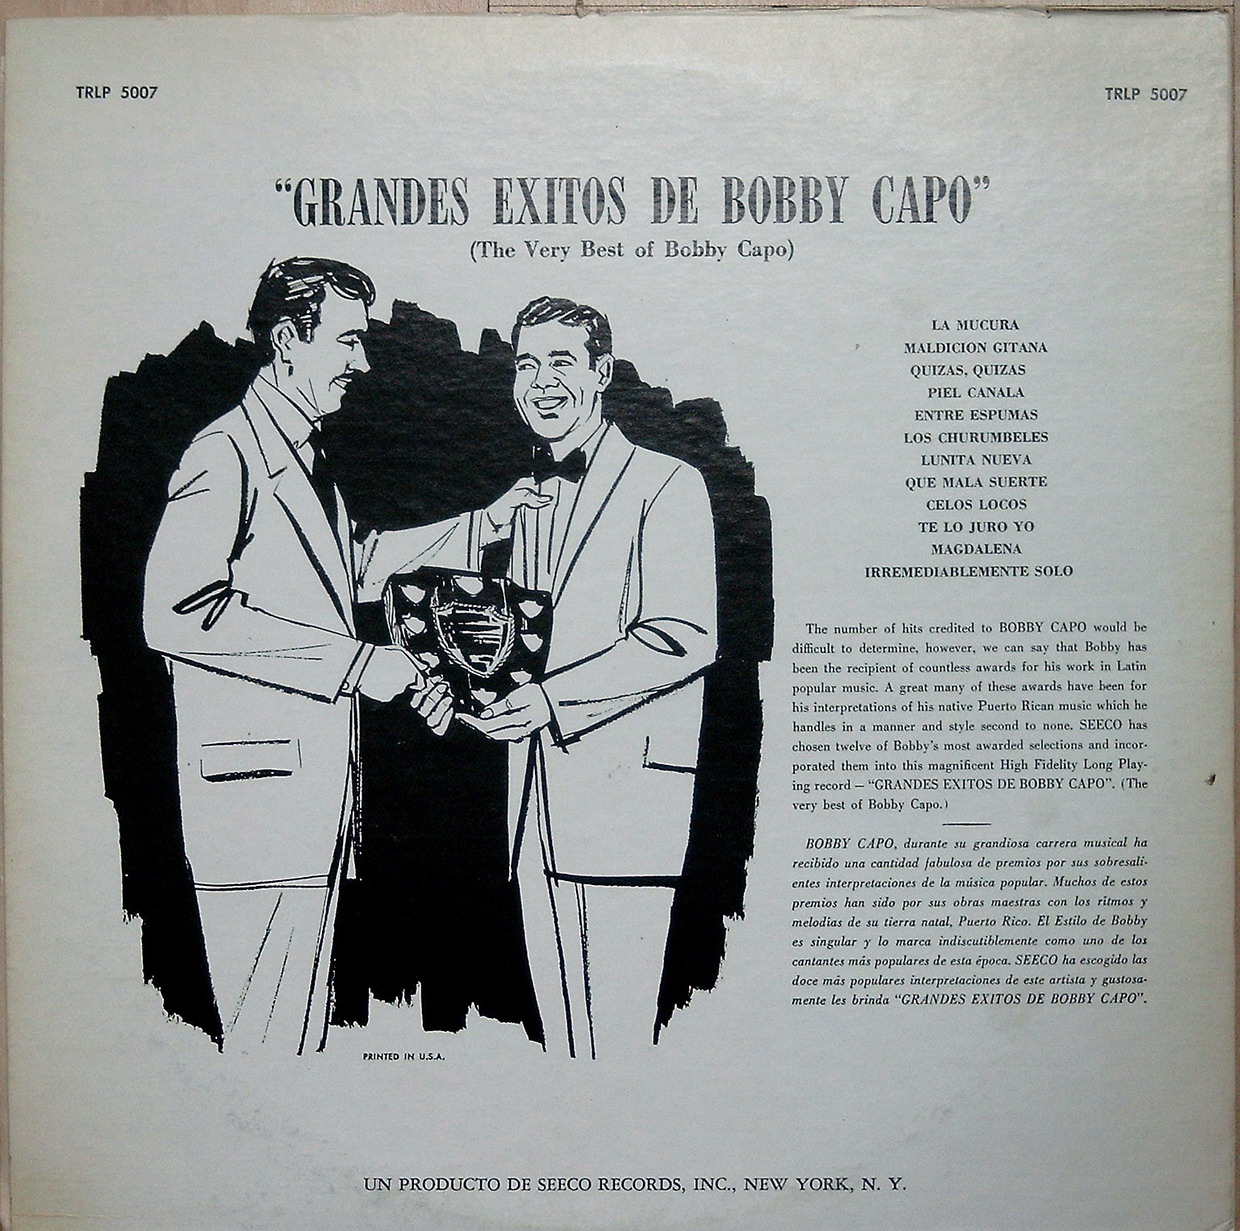 TRLP 5007
TRLP 5007
“GRANDES EXITOS DE BOBBY CAPO”
(The Very Best of Bobby Capo)
LA MUCURA
MALDICION GITANA
QUIZAS, QUIZAS
PIEL CANALA
ENTRE ESPUMAS
LOS CHURUMBELES
LUNITA NUEVA
QUE MALA SUERTE
CELOS LOCOS
TE LO JURO YO
MAGDALENA
IRREMEDIABLEMENTE SOLO
The number of hits credited to BOBBY CAPO would be
difficult to determine, however, we can say that Bobby has
been the recipient of countless awards for his work in Latin
popular music. A great many of these awards have been for
his interpretations of his native Puerto Rican music which he
handles in a manner and style second to none. SEECO has
chosen twelve of Bobby's most awarded selections and incor-
porated them into this magnificent High Fidelity Long Play-
ing record — “GRANDES EXITOS DE BOBBY CAPO”. (The
very best of Bobby Capo.)
BOBBY CAPO, durante su grandiosa carrera musical ha
recibido una cantidad fabulosa de premios por sus sobresali-
entes interpretaciones de la música popular. Muchos de estos
premios han sido por sus obras maestras con los ritmos y
melodias de su tierra natal, Puerto Rico. El Estilo de Bobby
es singular y lo marca indiscutiblemente como uno de los
cantantes más populares de esta época. SEECO ha escogido las
doce más populares interpretaciones de este artista y gustosa-
mente les brinda “GRANDES EXITOS DE BOBBY CAPO”.
PRINTED IN U.S.A.
UN PRODUCTO DE SEECO RECORDS, INC., NEW YORK, N. Y.